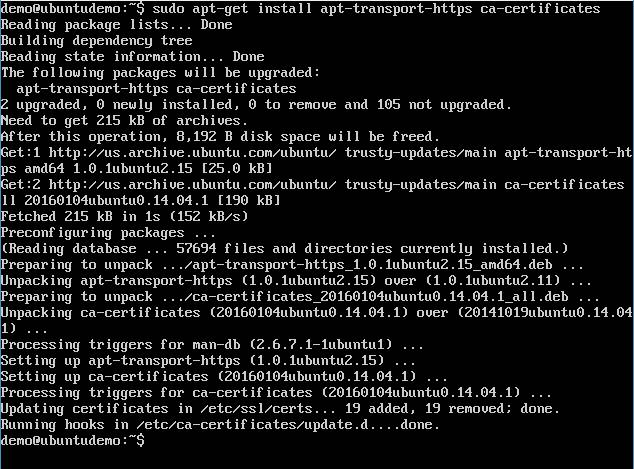 demo@ubuntudemo:~$ sudo apt-get install apt-transport-https ca-certificates
Reading package lists... Done
Building dependency tree
Reading state information... Done
The following packages will be upgraded:
  apt-transport-https ca-certificates
2 upgraded, 0 newly installed, 0 to remove and 105 not upgraded.
Need to get 215 kB of archives.
After this operation, 8,192 B disk space will be freed.
Get:1 http://us.archive.ubuntu.com/ubuntu/ trusty-updates/main apt-transport-ht
ps amd64 1.0.1ubuntu2.15 [25.0 kB]
Get:2 http://us.archive.ubuntu.com/ubuntu/ trusty-updates/main ca-certificates
ll 20160104ubuntu0.14.04.1 [190 kB]
Fetched 215 kB in 1s (152 kB/s)
Preconfiguring packages ...
(Reading database ... 57694 files and directories currently installed.)
Preparing to unpack .../apt-transport-https_1.0.1ubuntu2.15_amd64.deb ...
Unpacking apt-transport-https (1.0.1ubuntu2.15) over (1.0.1ubuntu2.11) ...
Preparing to unpack .../ca-certificates_20160104ubuntu0.14.04.1_all.deb ...
Unpacking ca-certificates (20160104ubuntu0.14.04.1) over (20141019ubuntu0.14.04
1) ...
Processing triggers for man-db (2.6.7.1-1ubuntu1) ...
Setting up apt-transport-https (1.0.1ubuntu2.15) ...
Setting up ca-certificates (20160104ubuntu0.14.04.1) ...
Processing triggers for ca-certificates (20160104ubuntu0.14.04.1) ...
Updating certificates in /etc/ssl/certs... 19 added, 19 removed; done.
Running hooks in /etc/ca-certificates/update.d....done.
demo@ubuntudemo:~$